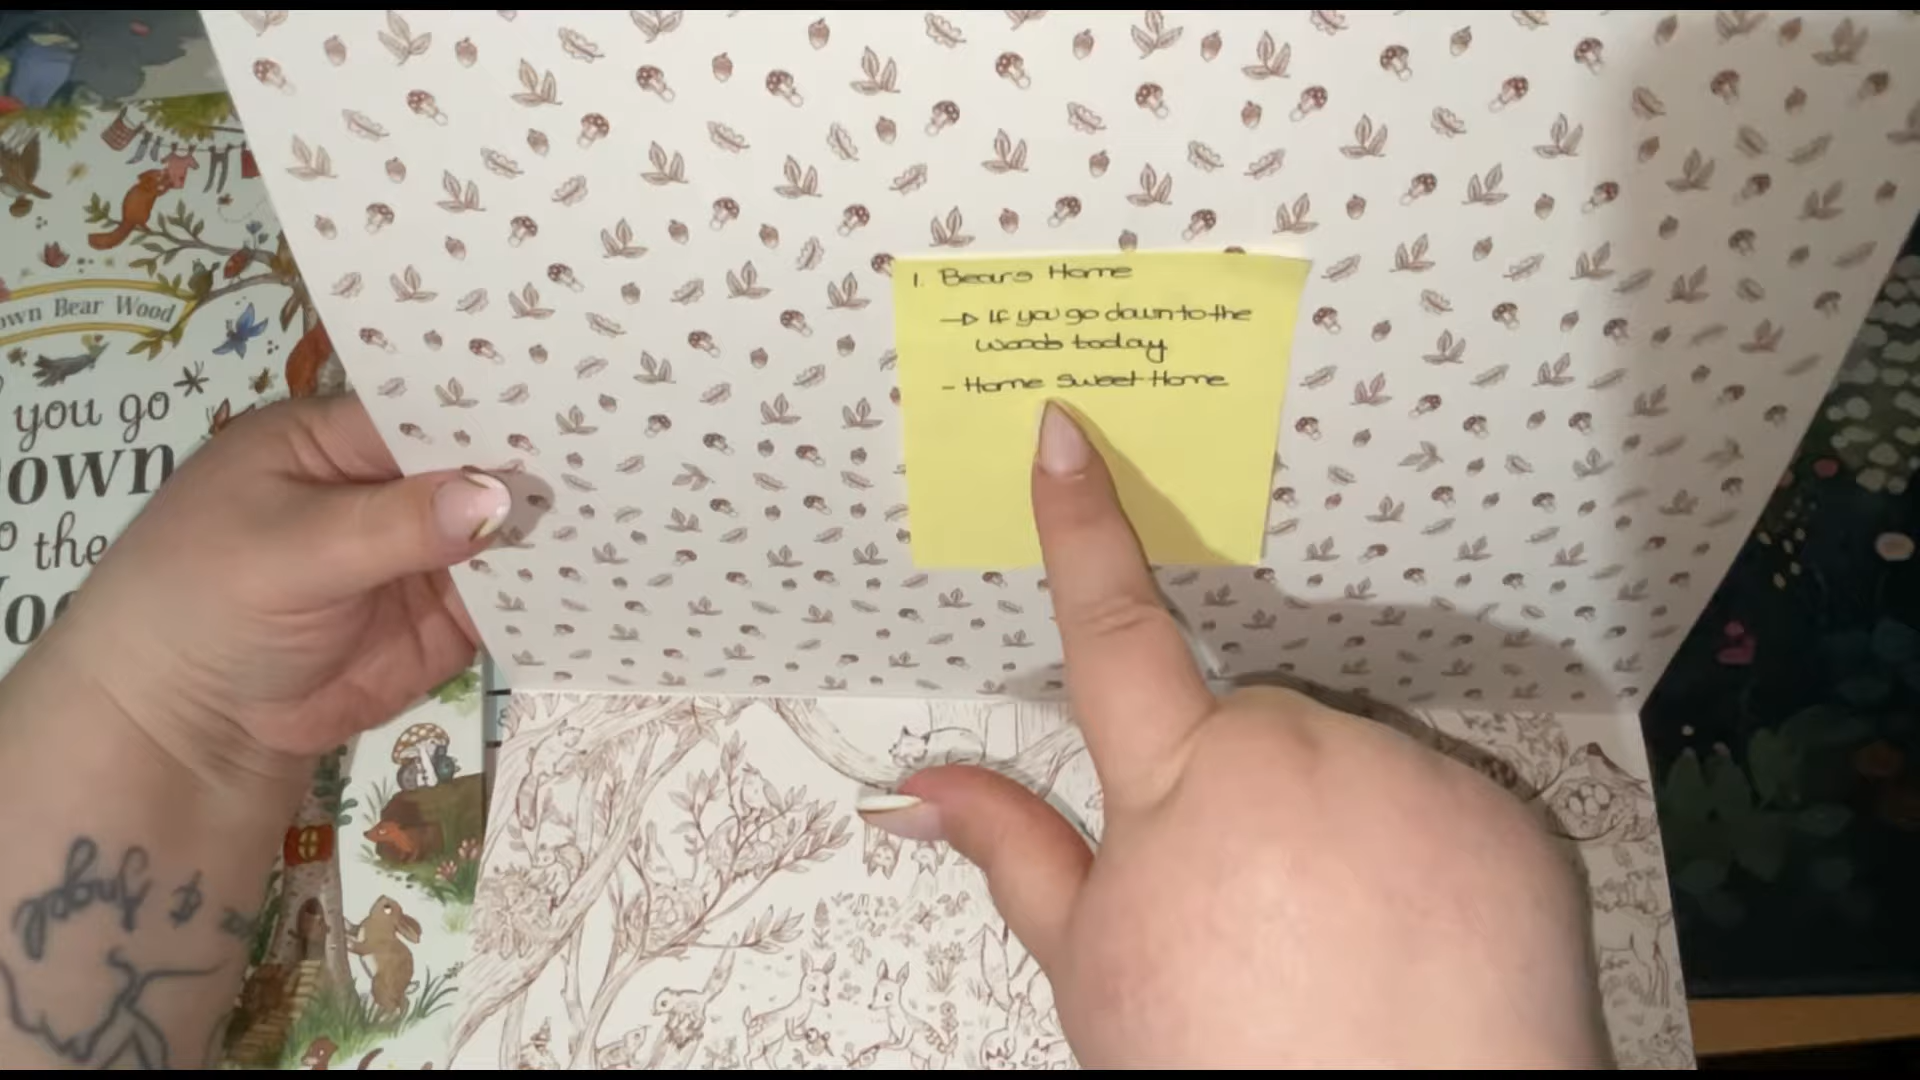 own Bear Wood
you go
own
the
1. Bears Home
→ If you go down to the
woods today
- Home Sweet Home